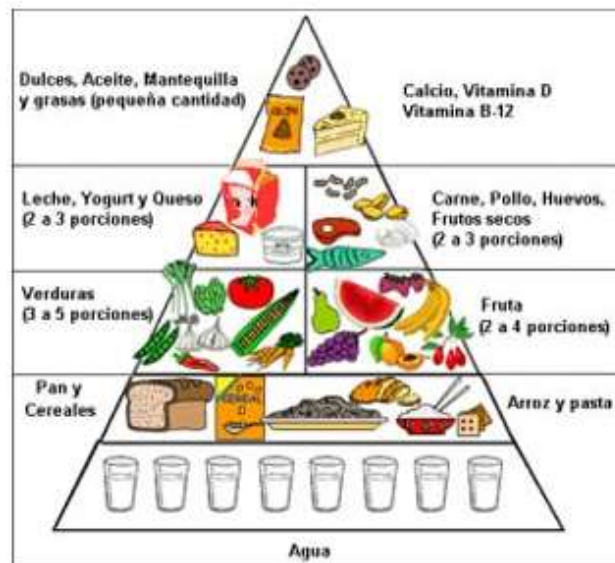 Dulces, Aceite, Mantequilla
y grasas (pequeña cantidad)
Calcio, Vitamina D
Vitamina B-12
Leche, Yogurt y Queso
(2 a 3 porciones)
Carne, Pollo, Huevos,
Frutos secos
(2 a 3 porciones)
Verduras
(3 a 5 porciones)
Fruta
(2 a 4 porciones)
Pan y
Cereales
CEREAL
Arroz y pasta
Agua